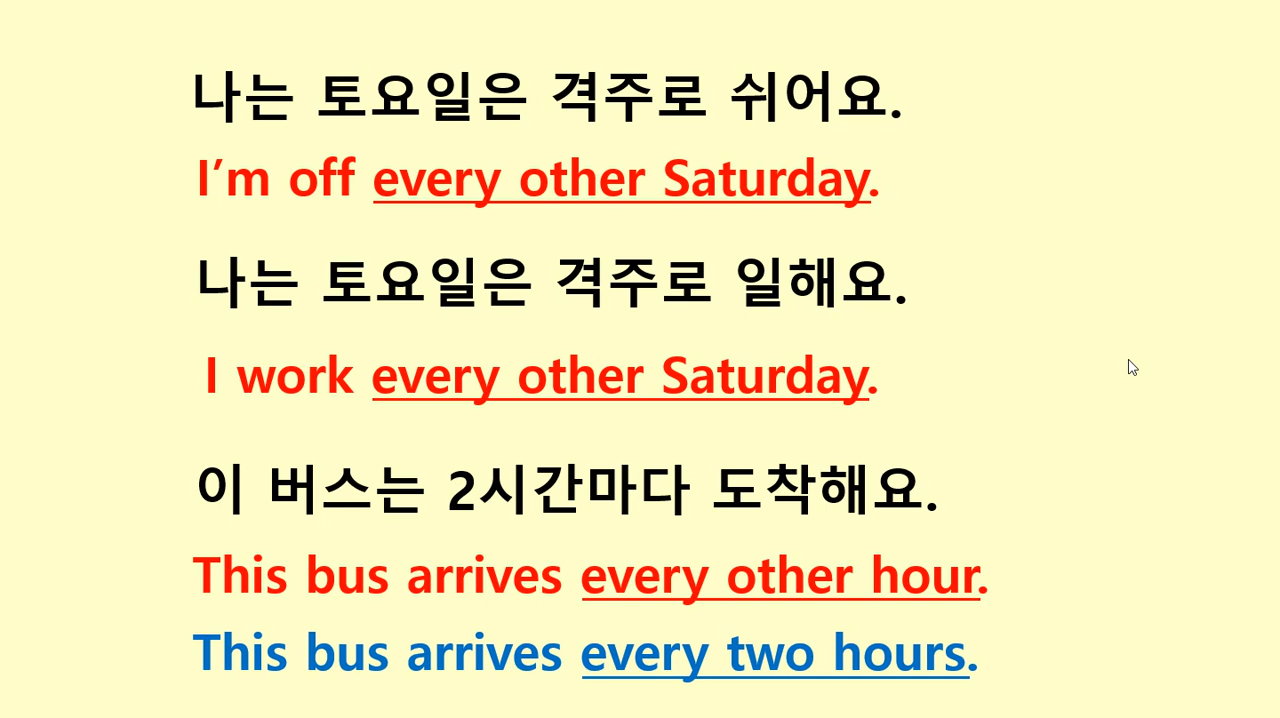 나는 토요일은 격주로 쉬어요.
I'm off every other Saturday.
나는 토요일은 격주로 일해요.
I work every other Saturday.
이 버스는 2시간마다 도착해요.
This bus arrives every other hour.
This bus arrives every two hours.